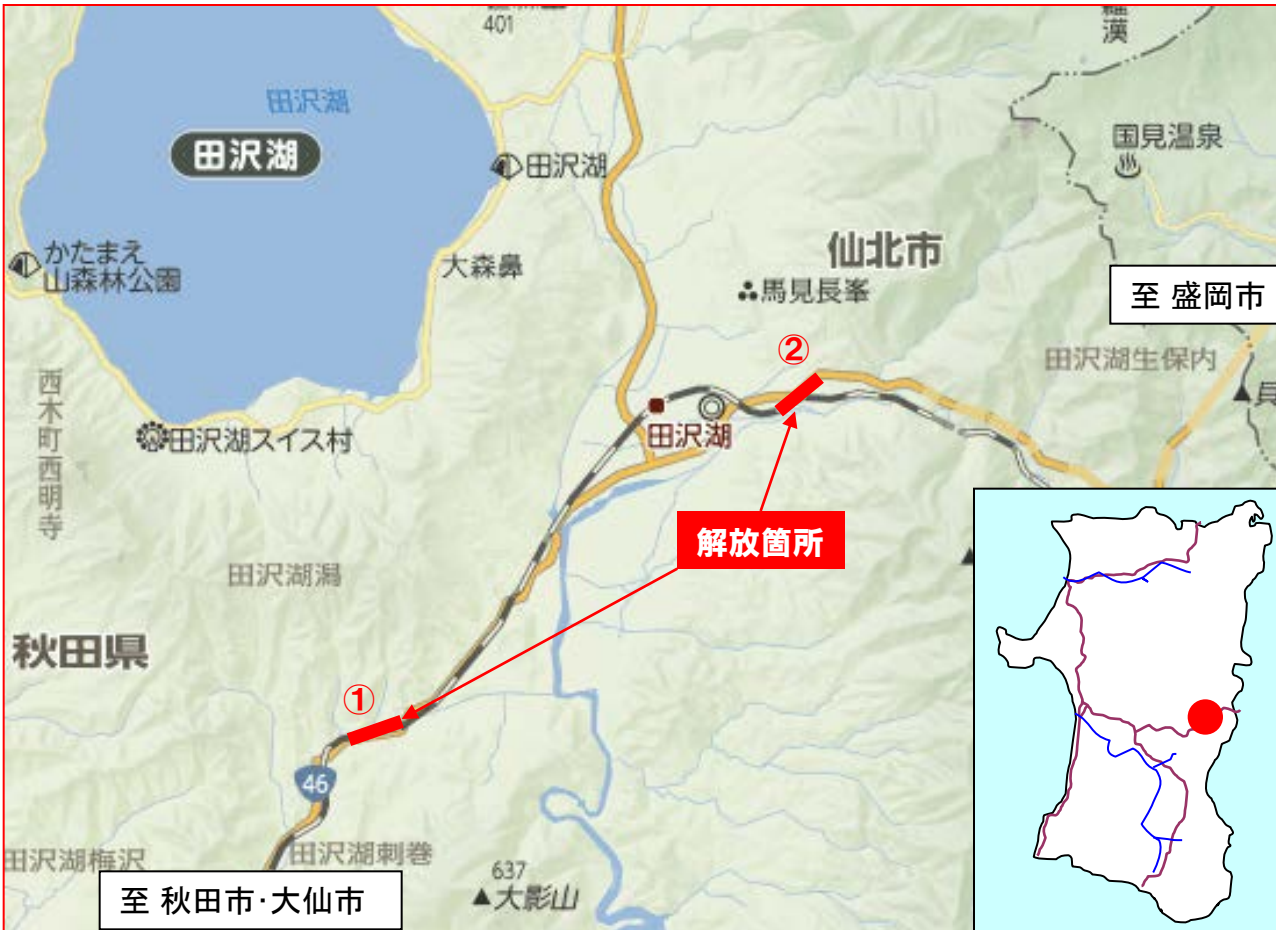 401
羅
漢
田沢湖
田沢湖
田沢湖
国見温泉
かたまえ
山森林公園
大森鼻
仙北市
馬見長峯
至 盛岡市
②
田沢湖生保内
西木町西明寺
田沢湖
田沢湖スイス村
解放箇所
田沢湖潟
秋田県
①
46
田沢湖梅沢
田沢湖刺巻
637
▲大影山
至 秋田市・大仙市